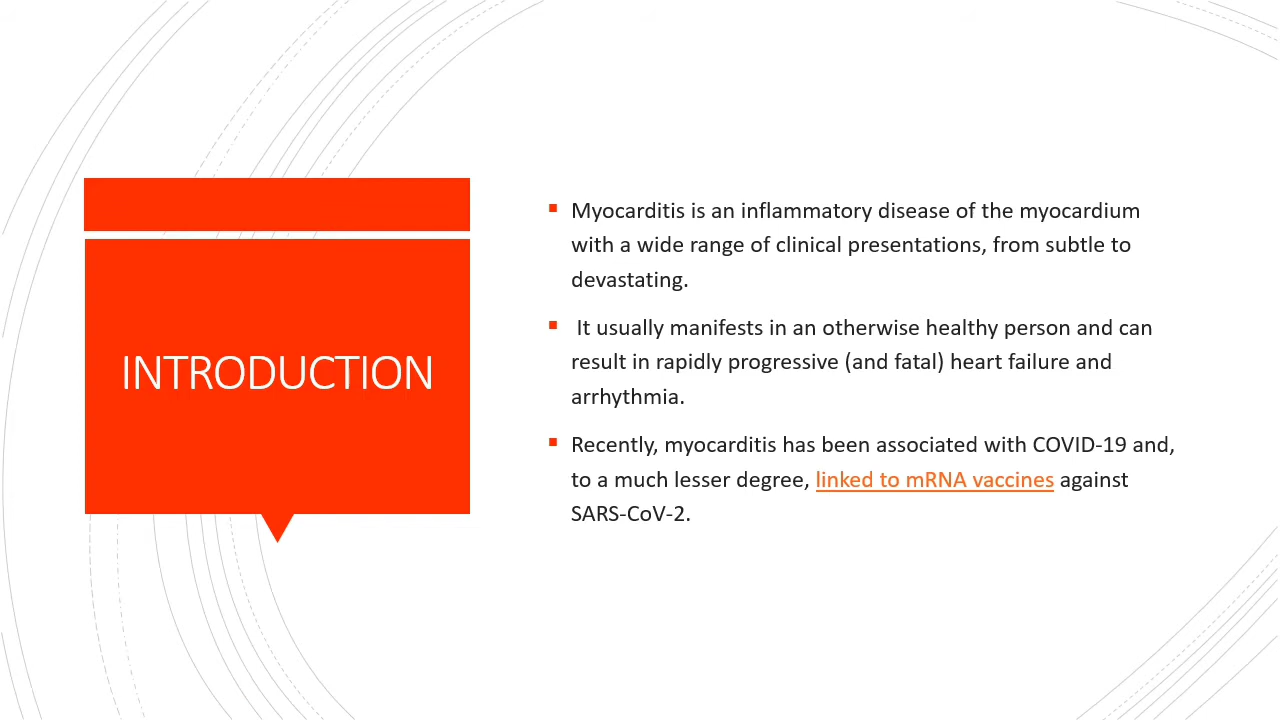 INTRODUCTION
Myocarditis is an inflammatory disease of the myocardium
with a wide range of clinical presentations, from subtle to
devastating.
It usually manifests in an otherwise healthy person and can
result in rapidly progressive (and fatal) heart failure and
arrhythmia.
Recently, myocarditis has been associated with COVID-19 and,
to a much lesser degree, linked to mRNA vaccines against
SARS-CoV-2.